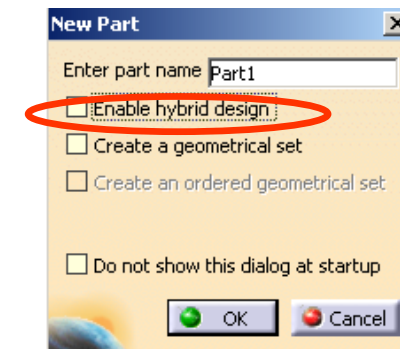 New Part
Enter part name Part1
Enable hybrid design
Create a geometrical set
Create an ordered geometrical set
Do not show this dialog at startup
OK Cancel